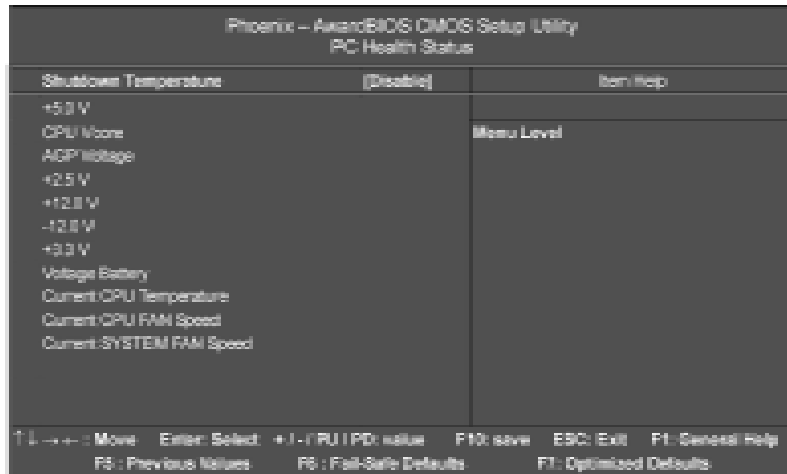 Phoenix – AwardBIOS CMOS Setup Utility
PC Health Status
Shutdown Temperature [Disable] Item Help
+5.0 V
CPU Vcore
AGP Voltage
+2.5 V
+12.0 V
-12.0 V
+3.3 V
Voltage Battery
Current CPU Temperature
Current CPU FAN Speed
Current SYSTEM FAN Speed
Menu Level
↑↓→← : Move Enter: Select +/-/PU/PD: value F10: save ESC: Exit F1: General Help
F5: Previous Values F6: Fail-Safe Defaults F7: Optimized Defaults